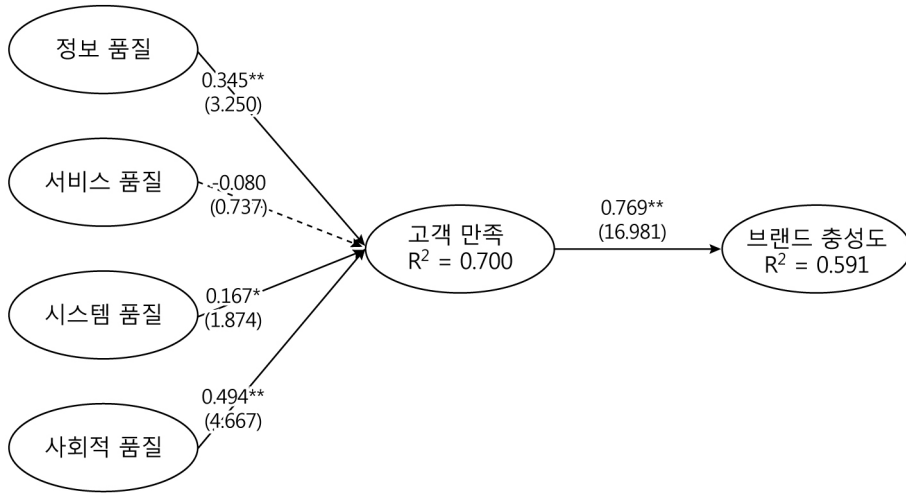 정보 품질
0.345**
(3.250)
서비스 품질
-0.080
(0.737)
고객 만족
R² = 0.700
0.769**
(16.981)
브랜드 충성도
R² = 0.591
시스템 품질
0.167*
(1.874)
사회적 품질
0.494**
(4.667)